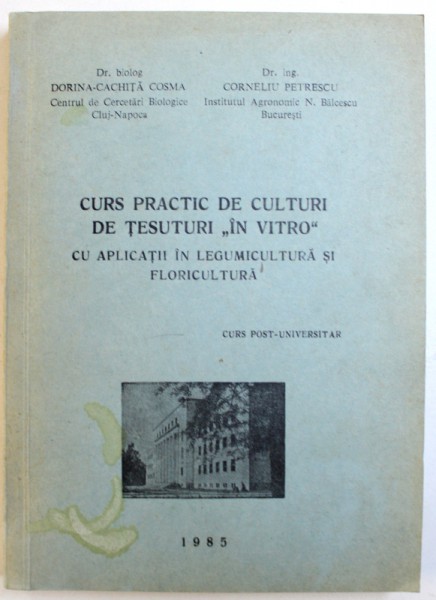 Dr. biolog
DORINA-CACHIȚĂ COSMA
Centrul de Cercetări Biologice
Cluj-Napoca
Dr. ing.
CORNELIU PETRESCU
Institutul Agronomic N. Bălcescu
București
CURS PRACTIC DE CULTURI
DE ȚESUTURI „ÎN VITRO“
CU APLICAȚII ÎN LEGUMICULTURĂ ȘI
FLORICULTURĂ
CURS POST-UNIVERSITAR
1985